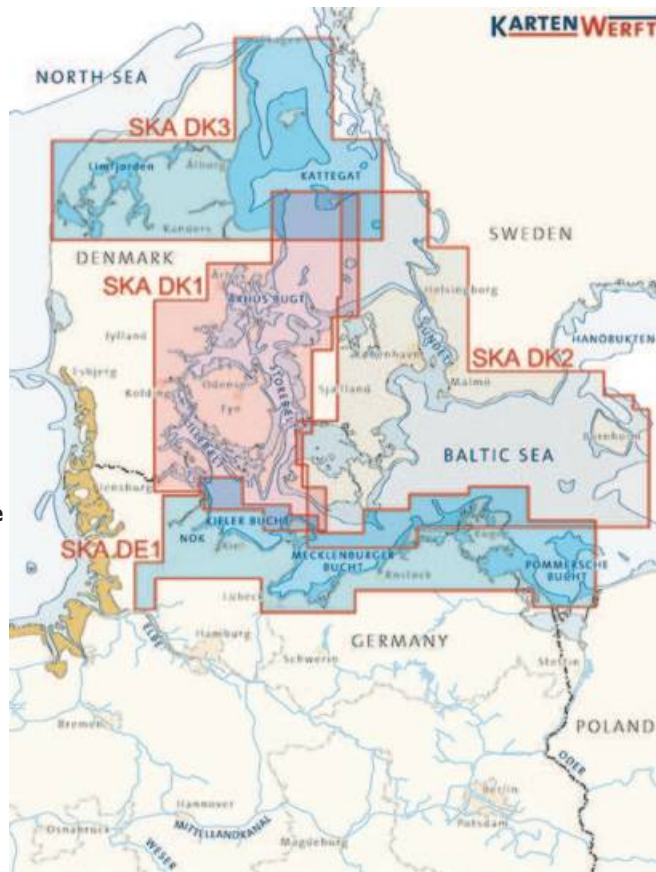 KARTENWERFT
NORTH SEA
SKA DK3
Limfjorden
Ålborg
KATTEGAT
Randers
SWEDEN
DENMARK
SKA DK1
Århus
ÅRHUS BUGT
Helsingborg
HANÖBUKTEN
Jylland
SUNDET
København
SKA DK2
Esbjerg
Kolding
Odense
Fyn
STOREBÆLT
Sjælland
Malmö
Bornholm
LILLEBÆLT
BALTIC SEA
Flensburg
e
SKA DE1
NOK
KIELER BUCHT
Kiel
MECKLENBURGER
BUCHT
Rostock
POMMERSCHE
BUCHT
Lübeck
ELBE
Hamburg
GERMANY
Schwerin
Stettin
POLAND
ODER
Bremen
Berlin
Hannover
Potsdam
Osnabrück
MITTELLANDKANAL
WESER
Magdeburg